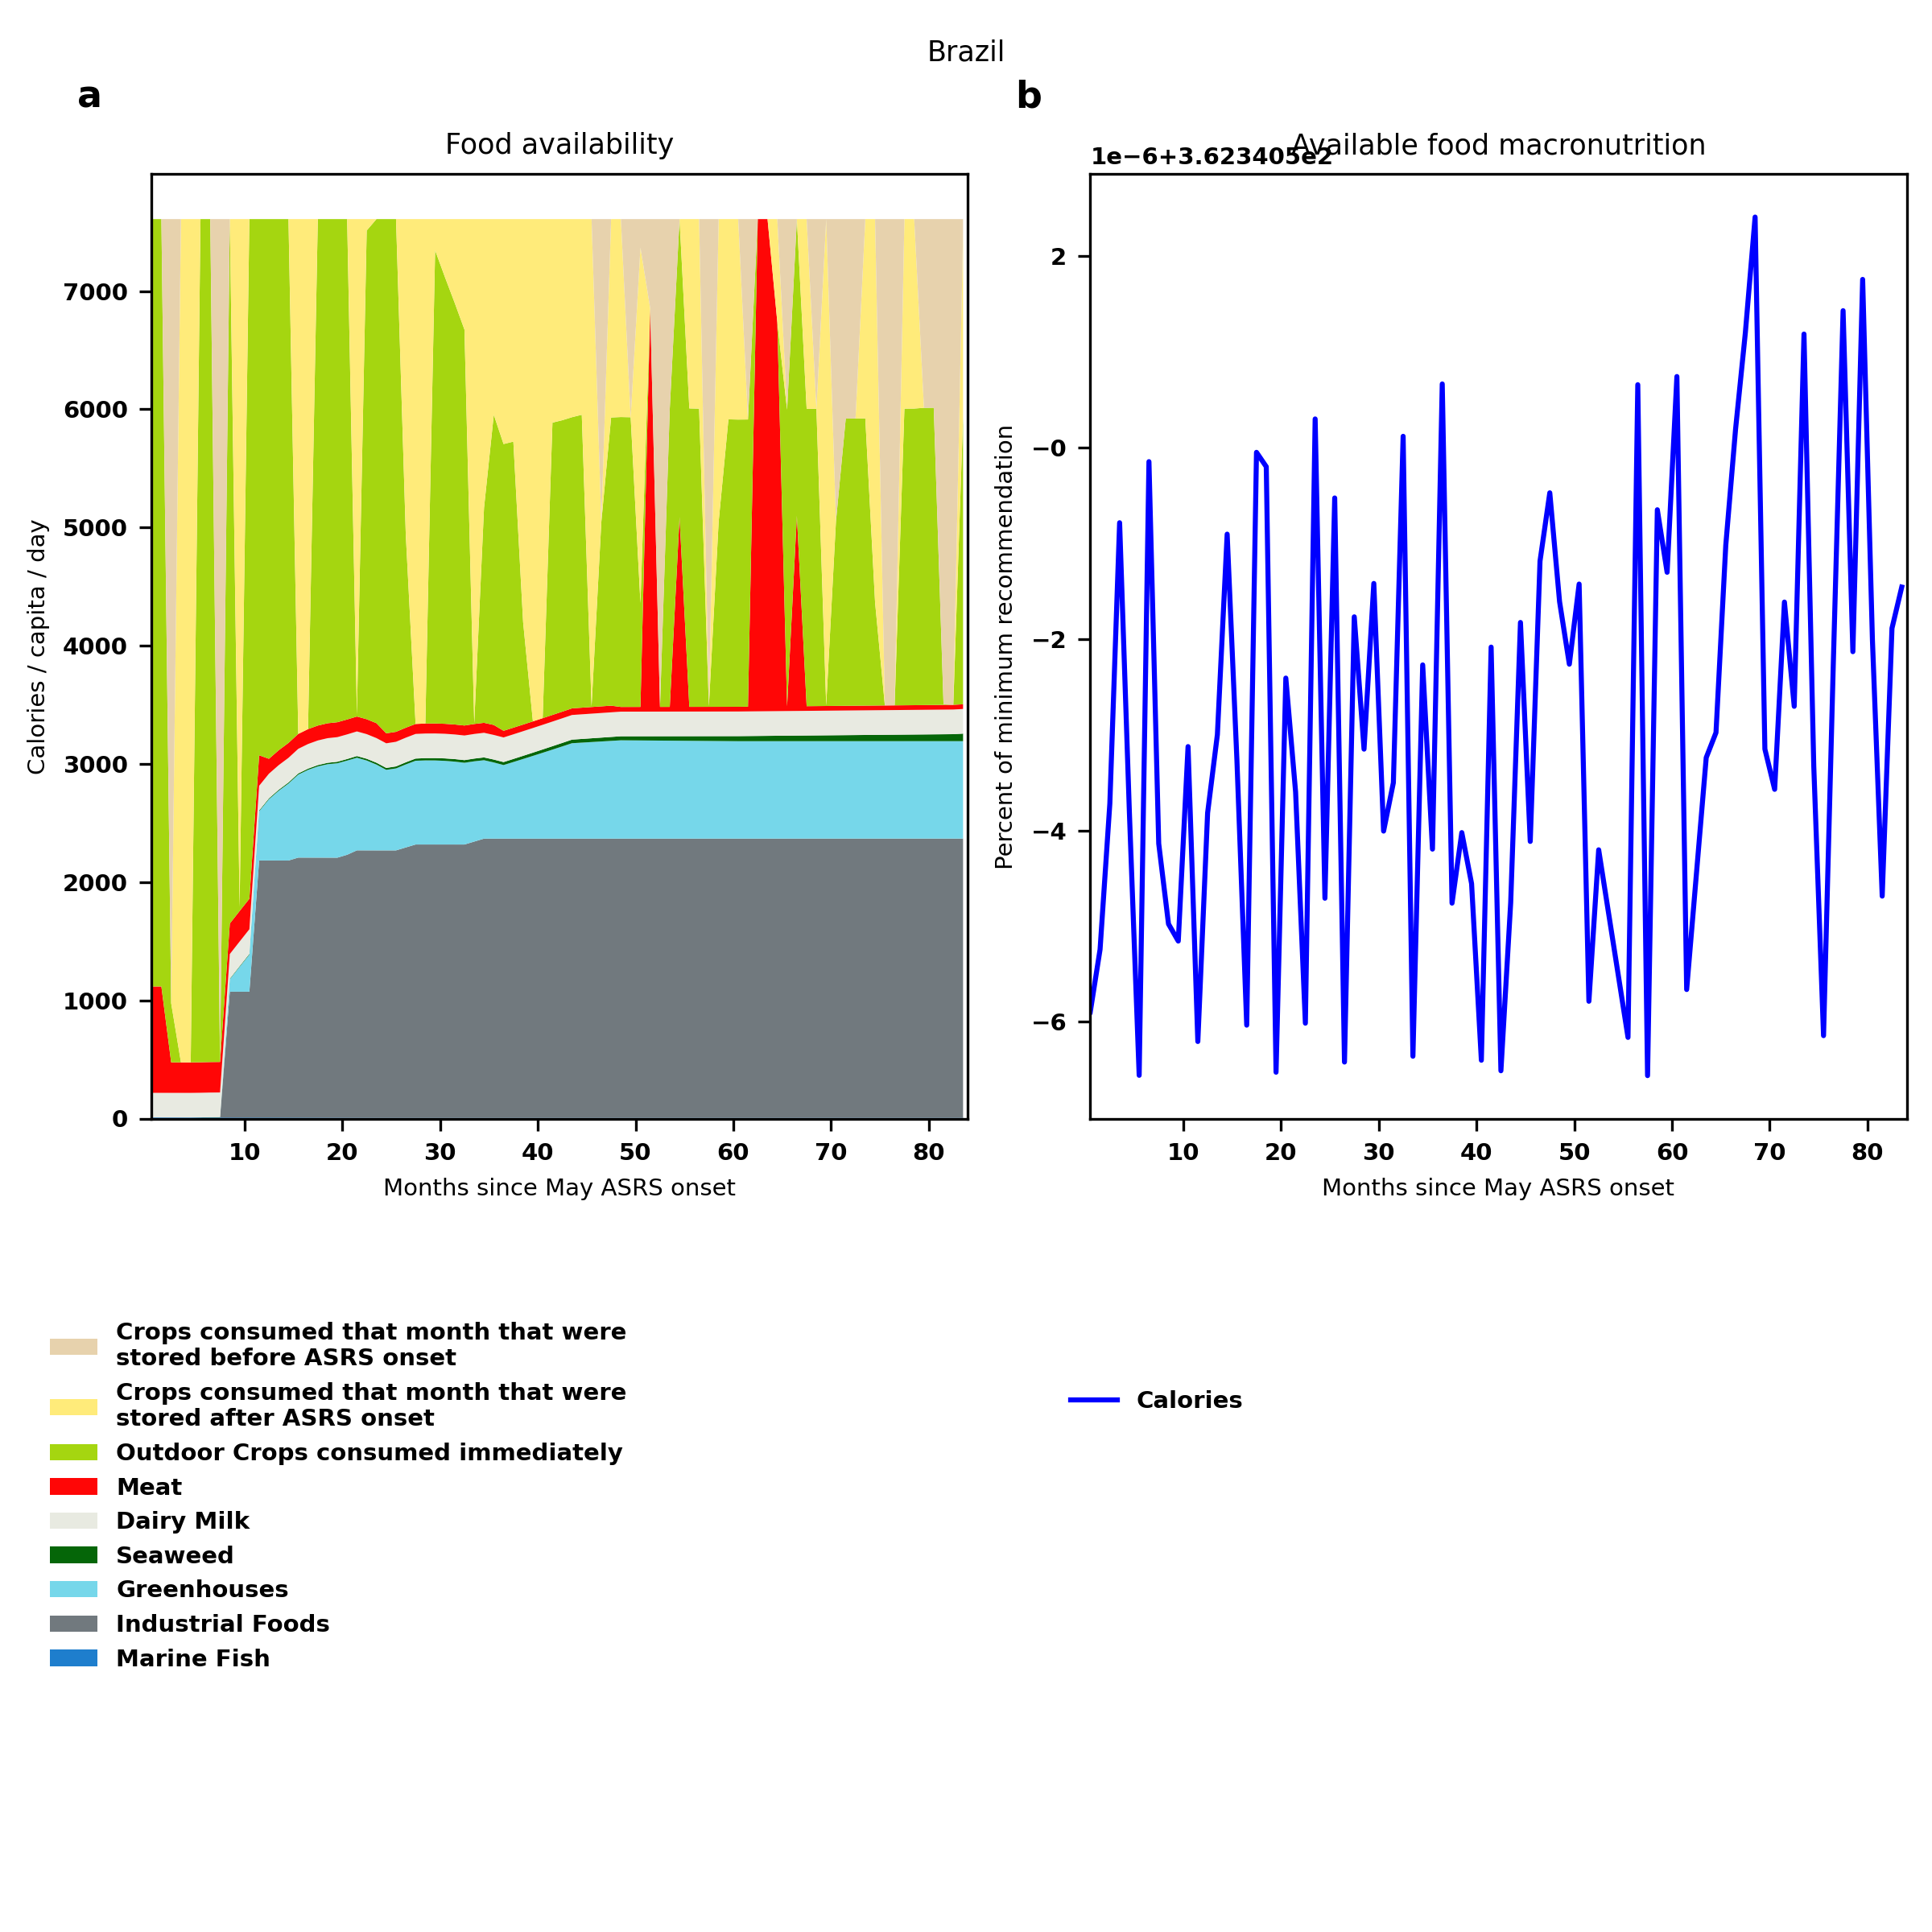 Brazil
a
Food availability
Calories / capita / day
7000
6000
5000
4000
3000
2000
1000
0
10 20 30 40 50 60 70 80
Months since May ASRS onset
b
Available food macronutrition
1e−6+3.623405e2
Percent of minimum recommendation
2
−0
−2
−4
−6
10 20 30 40 50 60 70 80
Months since May ASRS onset
Crops consumed that month that were
stored before ASRS onset
Crops consumed that month that were
stored after ASRS onset
Outdoor Crops consumed immediately
Meat
Dairy Milk
Seaweed
Greenhouses
Industrial Foods
Marine Fish
Calories